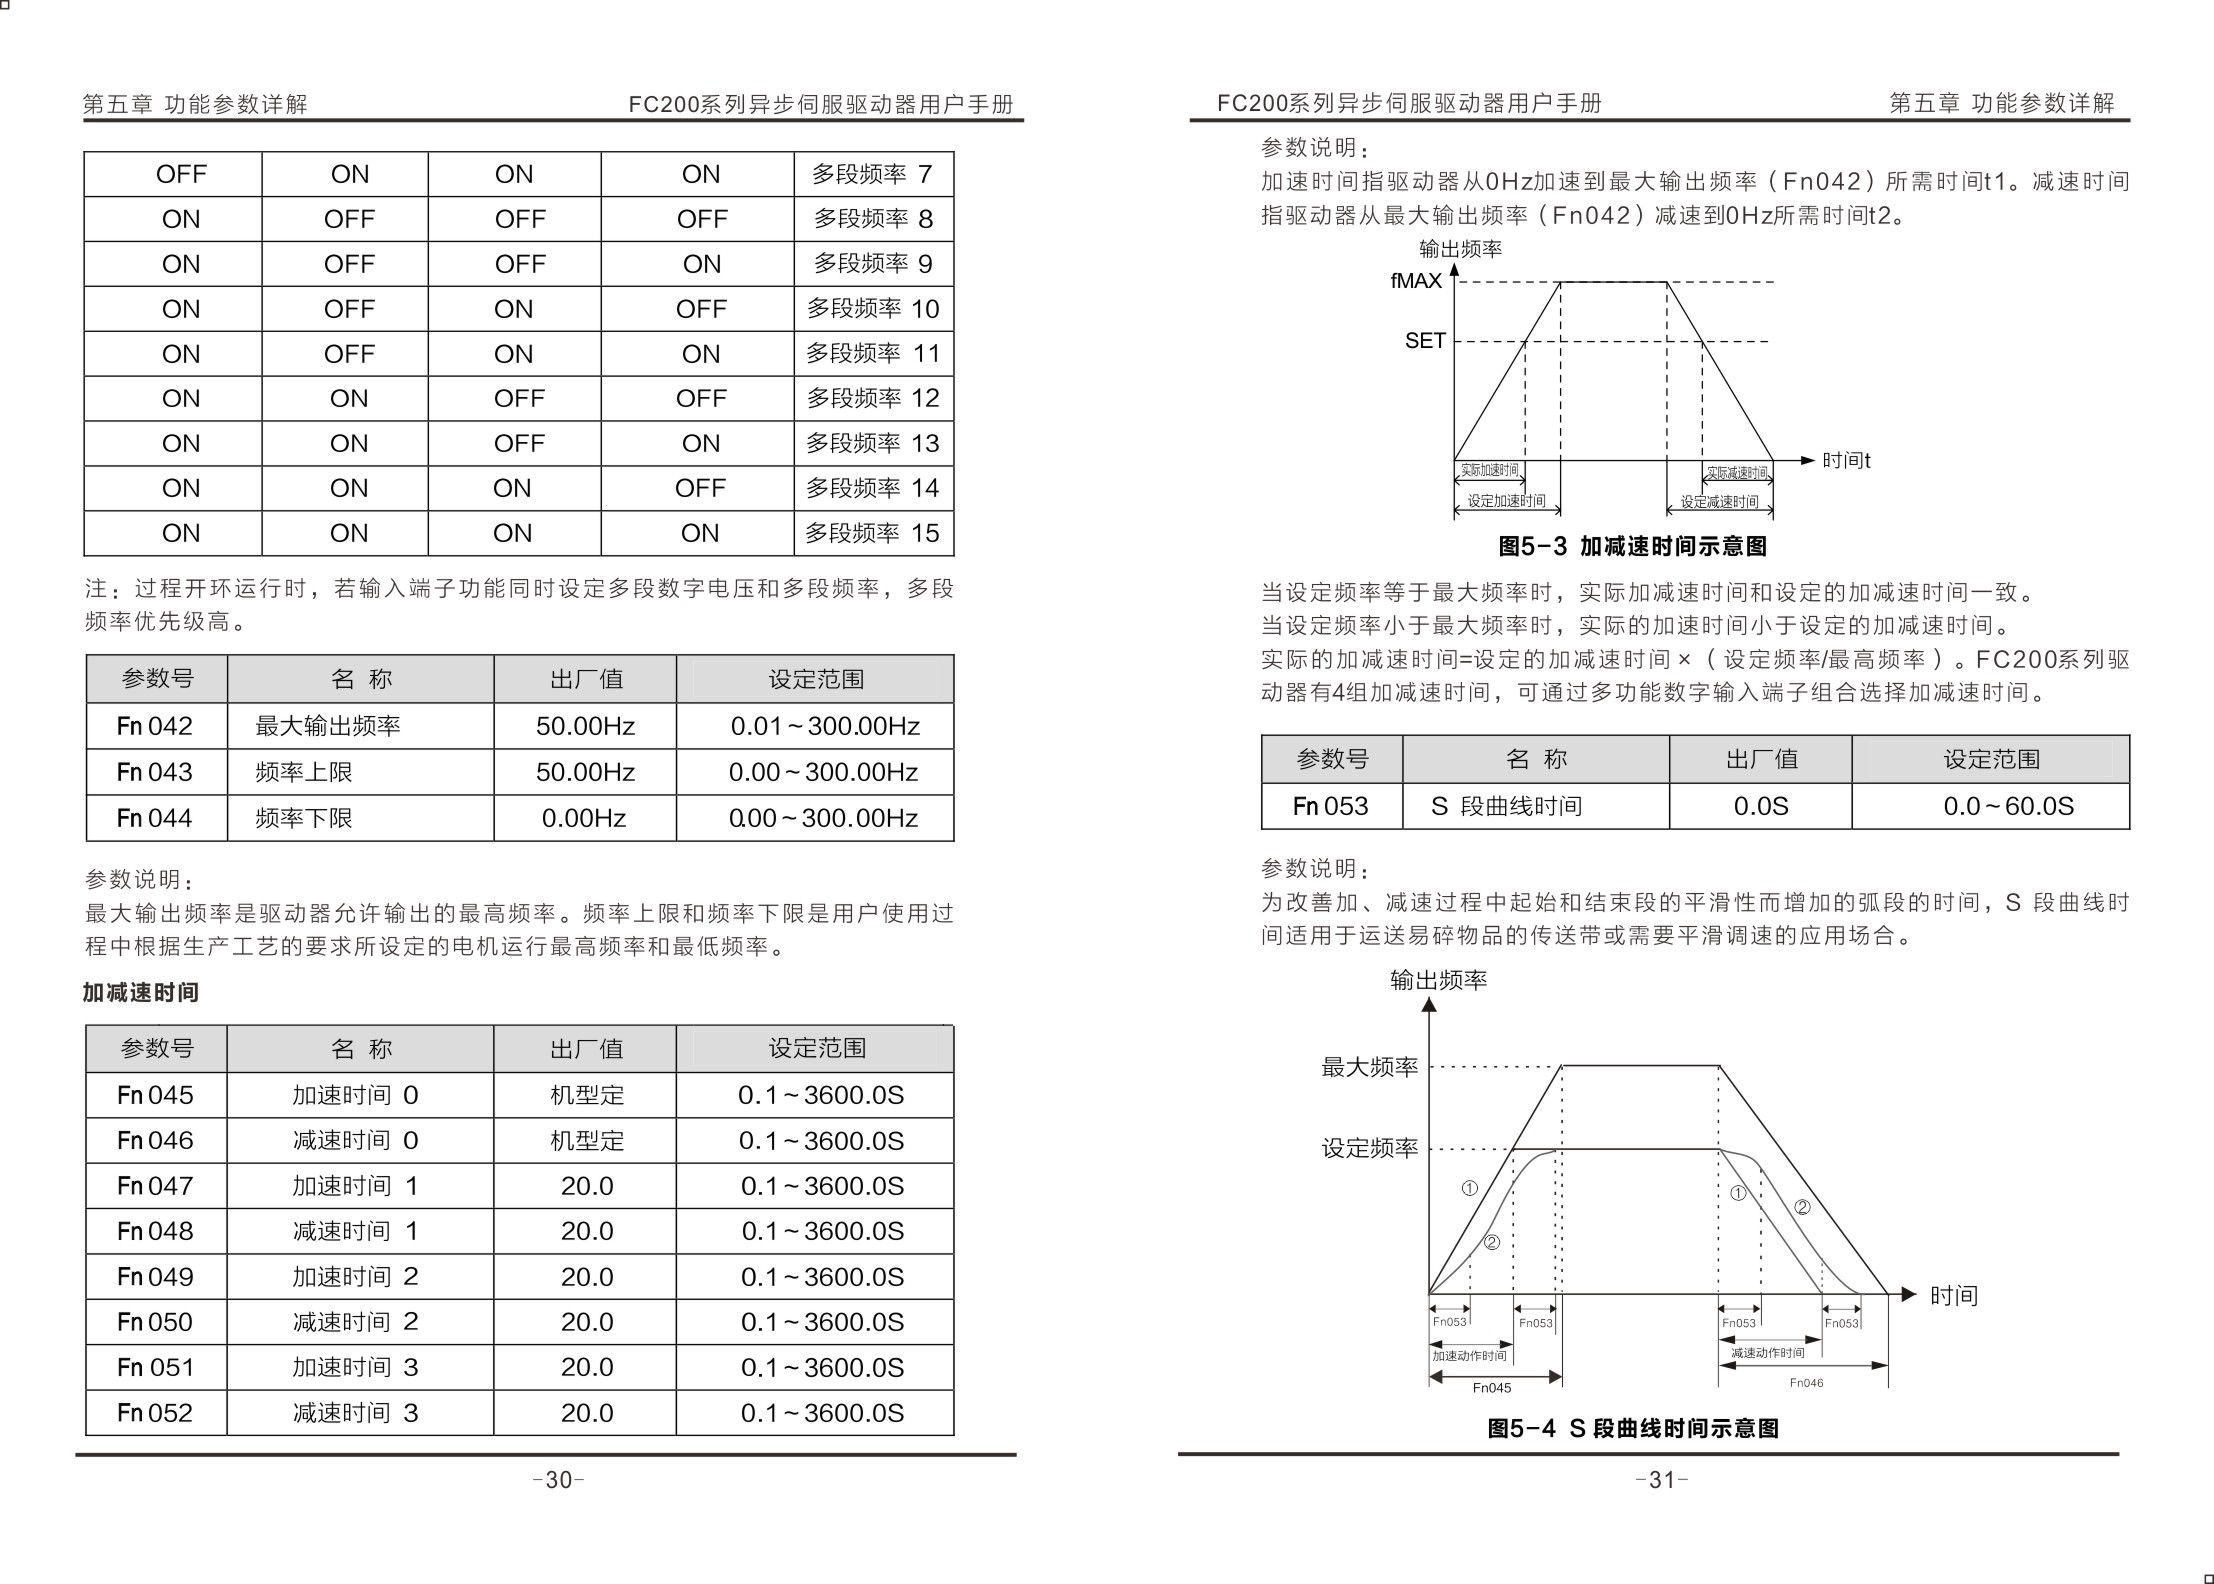 第五章 功能参数详解 FC200系列异步伺服驱动器用户手册
OFF ON ON ON 多段频率 7
ON OFF OFF OFF 多段频率 8
ON OFF OFF ON 多段频率 9
ON OFF ON OFF 多段频率 10
ON OFF ON ON 多段频率 11
ON ON OFF OFF 多段频率 12
ON ON OFF ON 多段频率 13
ON ON ON OFF 多段频率 14
ON ON ON ON 多段频率 15
注：过程开环运行时，若输入端子功能同时设定多段数字电压和多段频率，多段
频率优先级高。
参数号 名 称 出厂值 设定范围
Fn 042 最大输出频率 50.00Hz 0.01～300.00Hz
Fn 043 频率上限 50.00Hz 0.00～300.00Hz
Fn 044 频率下限 0.00Hz 0.00～300.00Hz
参数说明：
最大输出频率是驱动器允许输出的最高频率。频率上限和频率下限是用户使用过
程中根据生产工艺的要求所设定的电机运行最高频率和最低频率。
加减速时间
参数号 名 称 出厂值 设定范围
Fn 045 加速时间 0 机型定 0.1～3600.0S
Fn 046 减速时间 0 机型定 0.1～3600.0S
Fn 047 加速时间 1 20.0 0.1～3600.0S
Fn 048 减速时间 1 20.0 0.1～3600.0S
Fn 049 加速时间 2 20.0 0.1～3600.0S
Fn 050 减速时间 2 20.0 0.1～3600.0S
Fn 051 加速时间 3 20.0 0.1～3600.0S
Fn 052 减速时间 3 20.0 0.1～3600.0S
-30-
FC200系列异步伺服驱动器用户手册 第五章 功能参数详解
参数说明：
加速时间指驱动器从0Hz加速到最大输出频率（Fn042）所需时间t1。减速时间
指驱动器从最大输出频率（Fn042）减速到0Hz所需时间t2。
输出频率
fMAX
SET
时间t
实际加速时间 实际减速时间
设定加速时间 设定减速时间
图5-3 加减速时间示意图
当设定频率等于最大频率时，实际加减速时间和设定的加减速时间一致。
当设定频率小于最大频率时，实际的加速时间小于设定的加减速时间。
实际的加减速时间=设定的加减速时间×（设定频率/最高频率）。FC200系列驱
动器有4组加减速时间，可通过多功能数字输入端子组合选择加减速时间。
参数号 名 称 出厂值 设定范围
Fn 053 S 段曲线时间 0.0S 0.0～60.0S
参数说明：
为改善加、减速过程中起始和结束段的平滑性而增加的弧段的时间，S 段曲线时
间适用于运送易碎物品的传送带或需要平滑调速的应用场合。
输出频率
最大频率
设定频率
① ①
② ②
时间
Fn053 Fn053 Fn053 Fn053
加速动作时间 减速动作时间
Fn045 Fn046
图5-4 S 段曲线时间示意图
-31-